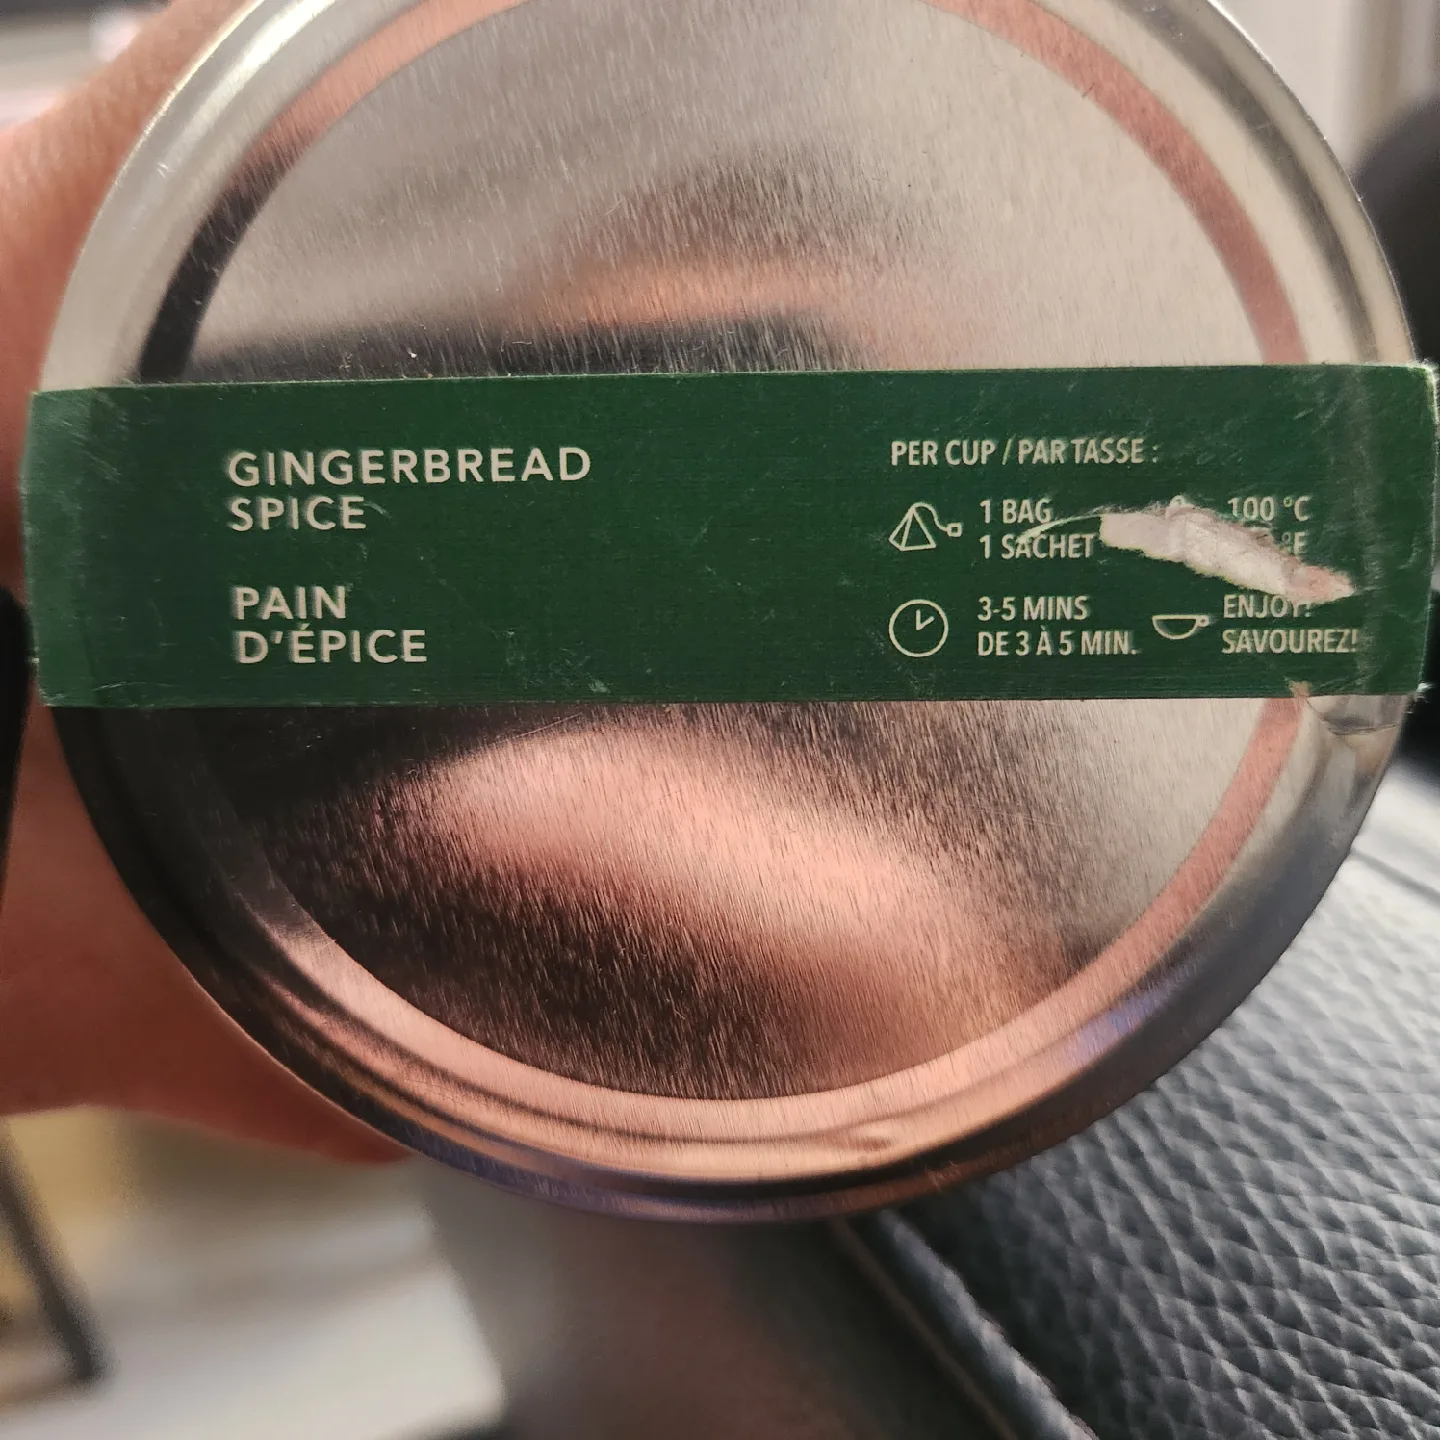 GINGERBREAD
SPICE
PAIN
D'ÉPICE
PER CUP / PAR TASSE :
1 BAG
1 SACHET
100 °C
°F
3-5 MINS
DE 3 À 5 MIN.
ENJOY!
SAVOUREZ!